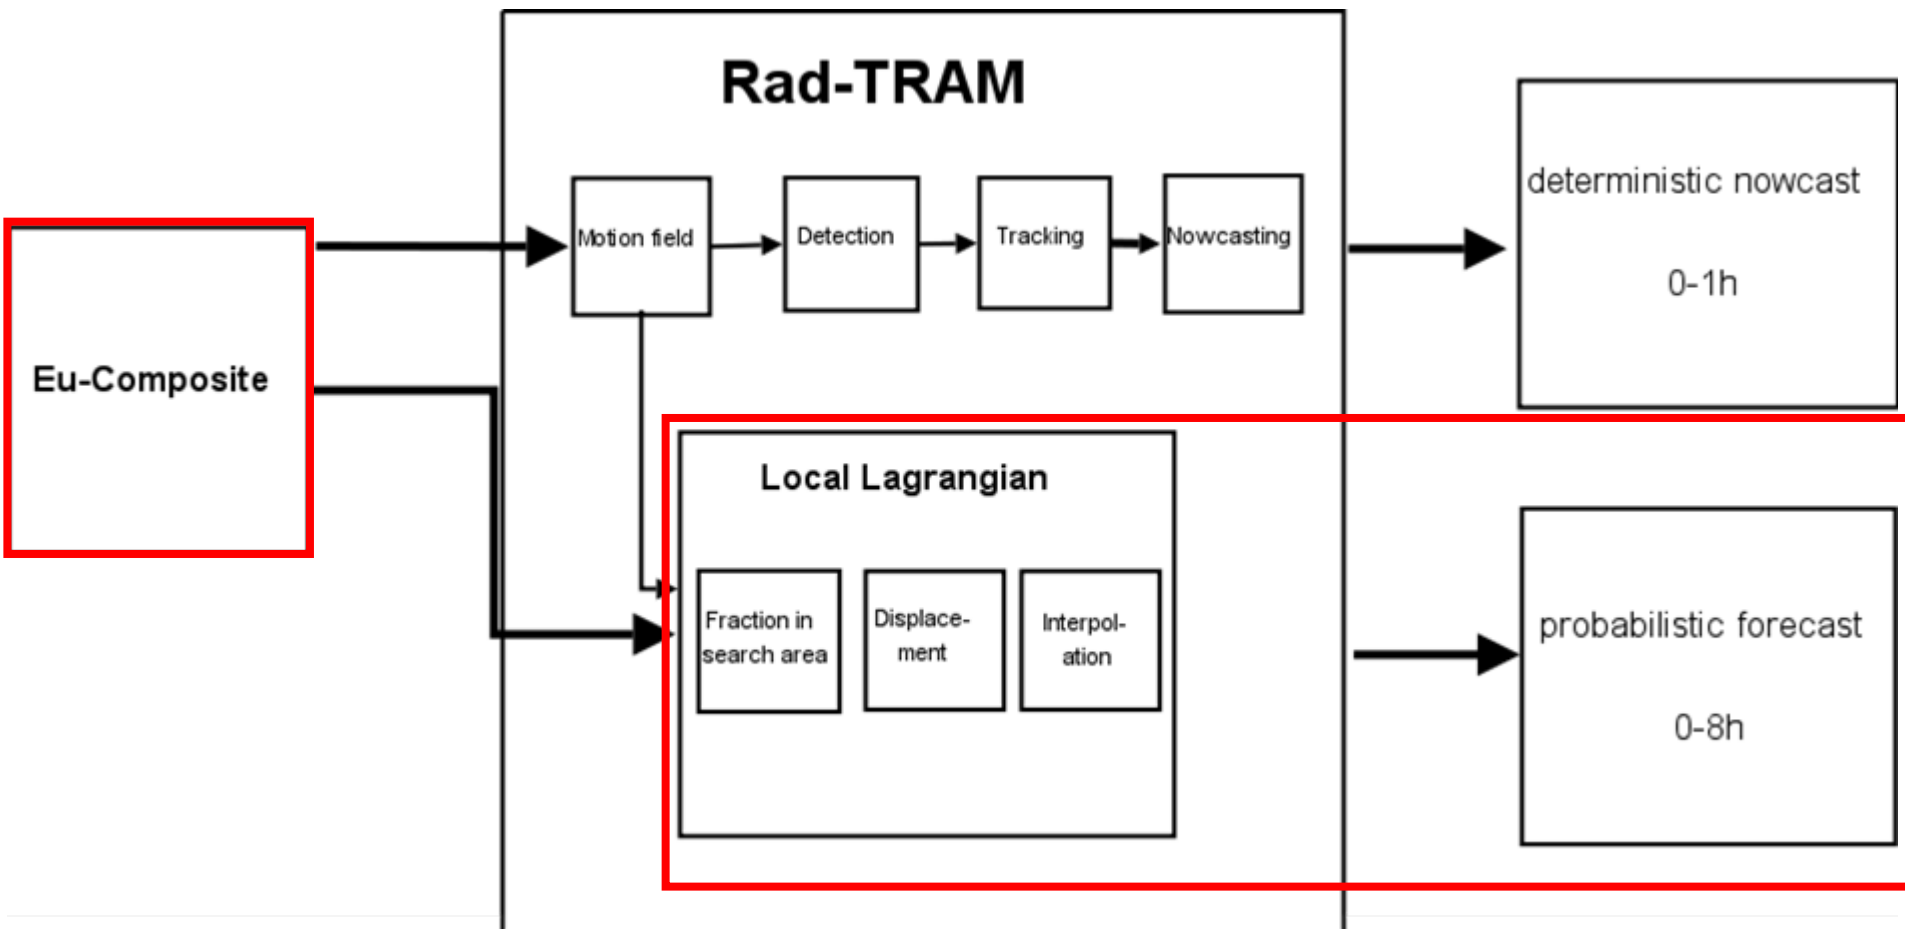 Rad-TRAM
Motion field
Detection
Tracking
Nowcasting
deterministic nowcast
0-1h
Eu-Composite
Local Lagrangian
Fraction in
search area
Displace-
ment
Interpol-
ation
probabilistic forecast
0-8h